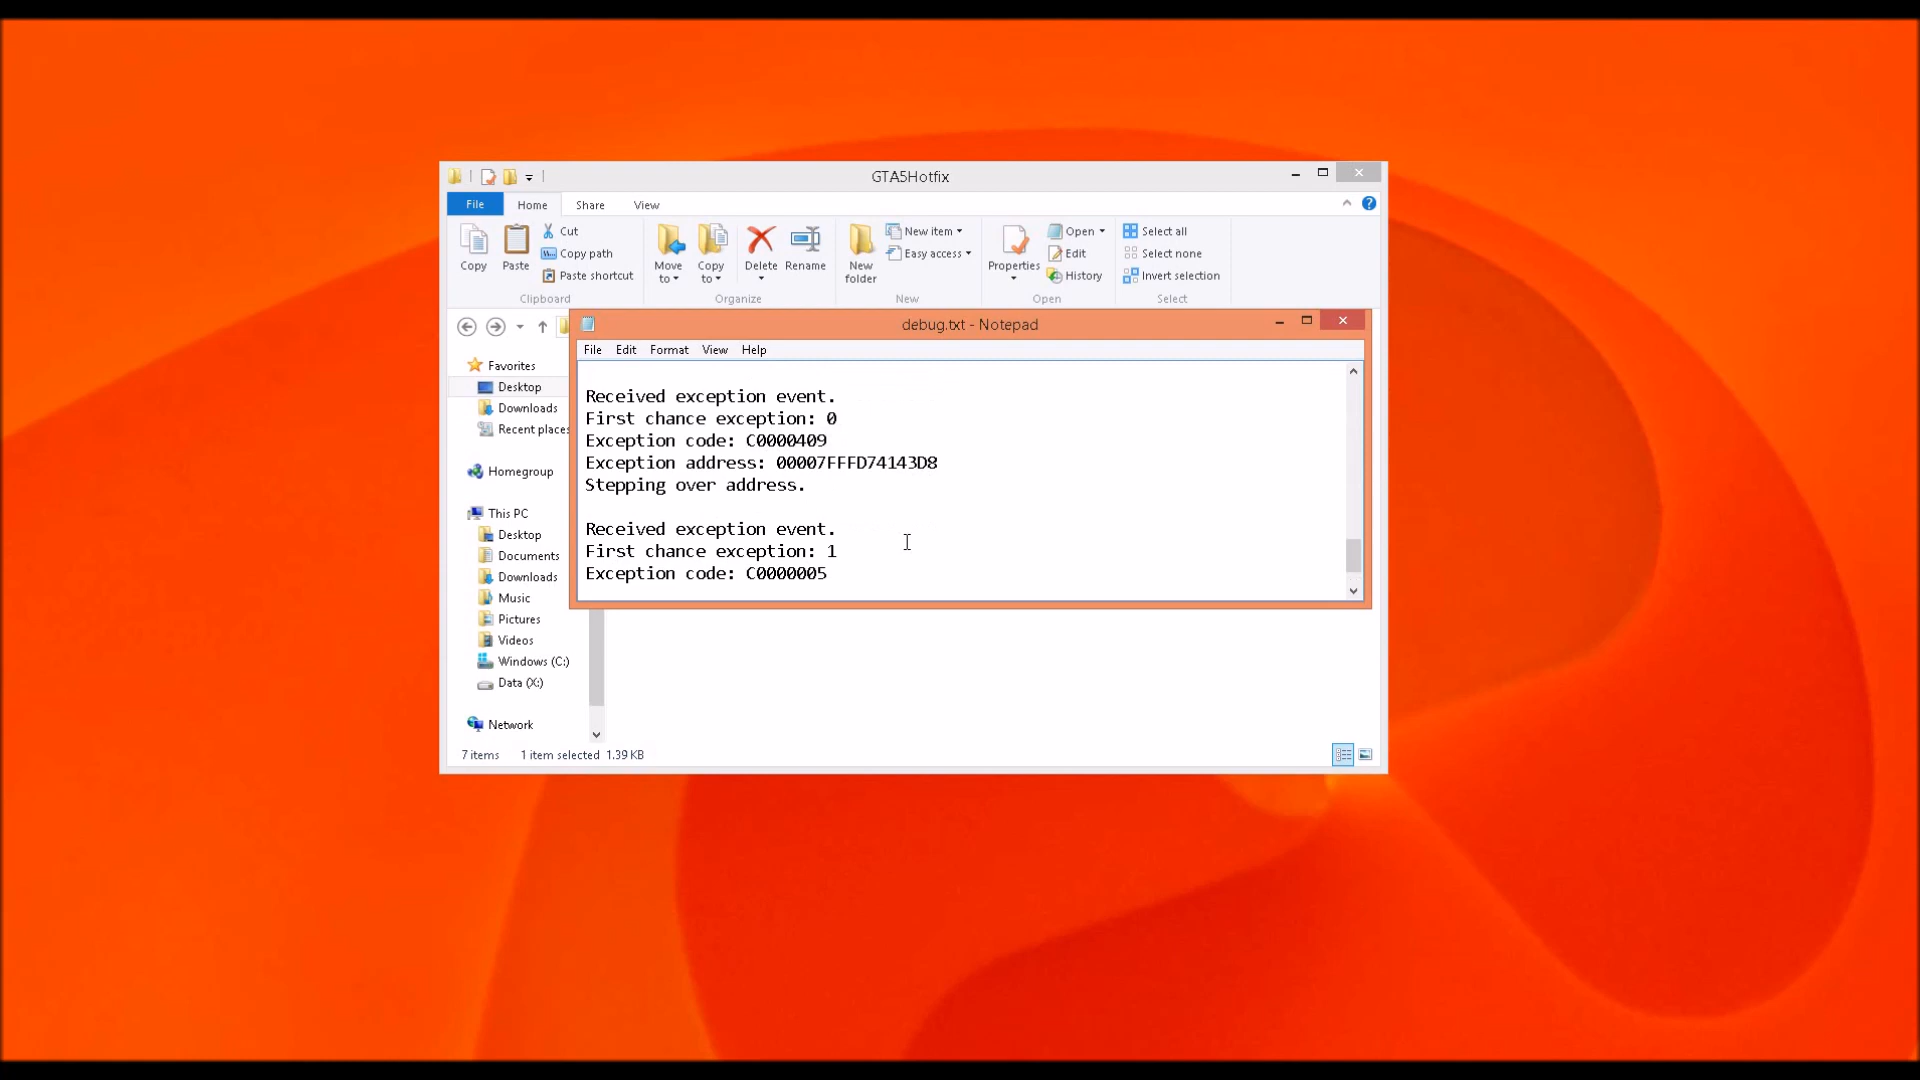 GTA5Hotfix
File Home Share View
Copy
Paste
Cut
Copy path
Paste shortcut
Clipboard
Move to
Copy to
Delete
Rename
Organize
New folder
New item
Easy access
New
Properties
Open
Edit
History
Open
Select all
Select none
Invert selection
Select
debug.txt - Notepad
File Edit Format View Help
Received exception event.
First chance exception: 0
Exception code: C0000409
Exception address: 00007FFFD74143D8
Stepping over address.
Received exception event.
First chance exception: 1
Exception code: C0000005
Favorites
Desktop
Downloads
Recent places
Homegroup
This PC
Desktop
Documents
Downloads
Music
Pictures
Videos
Windows (C:)
Data (X:)
Network
7 items 1 item selected 1.39 KB